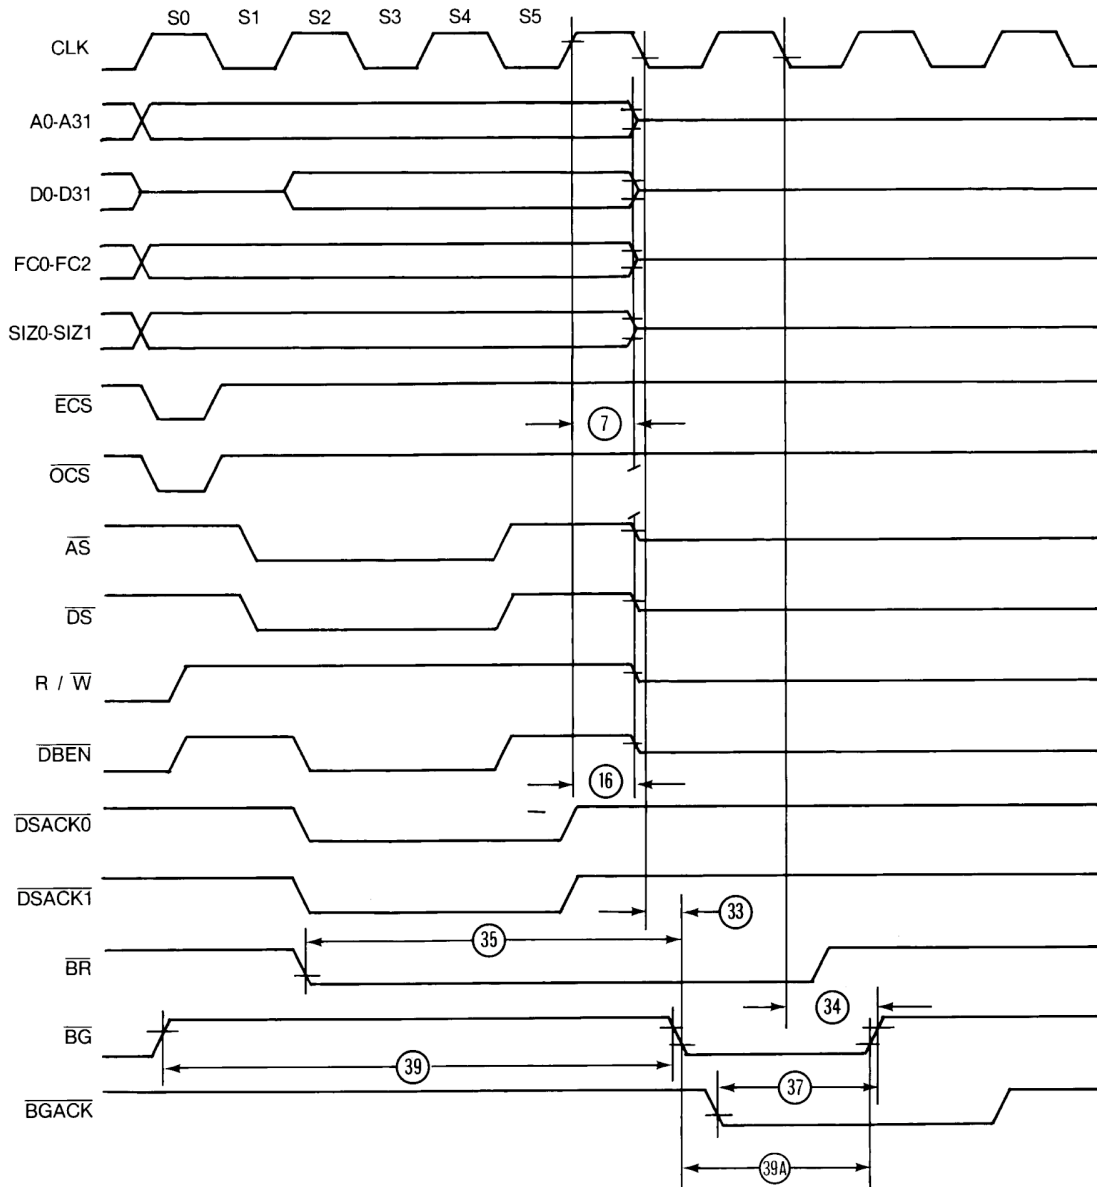 S0 S1 S2 S3 S4 S5
CLK
A0-A31
D0-D31
FC0-FC2
SIZ0-SIZ1
ECS
7
OCS
AS
DS
R / W
DBEN
16
DSACK0
DSACK1
33
35
BR
34
BG
39
37
BGACK
39A